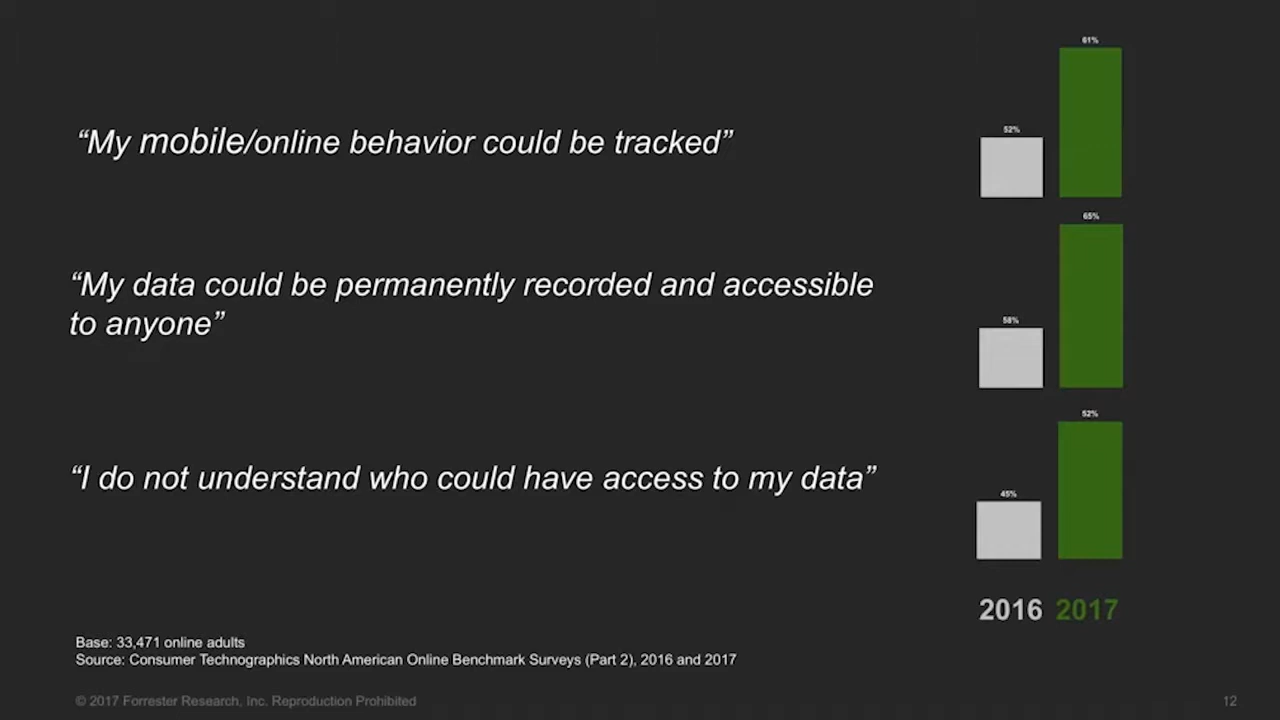 61%
52%
“My mobile/online behavior could be tracked”
65%
58%
“My data could be permanently recorded and accessible
to anyone”
52%
45%
“I do not understand who could have access to my data”
2016 2017
Base: 33,471 online adults
Source: Consumer Technographics North American Online Benchmark Surveys (Part 2), 2016 and 2017
© 2017 Forrester Research, Inc. Reproduction Prohibited
12